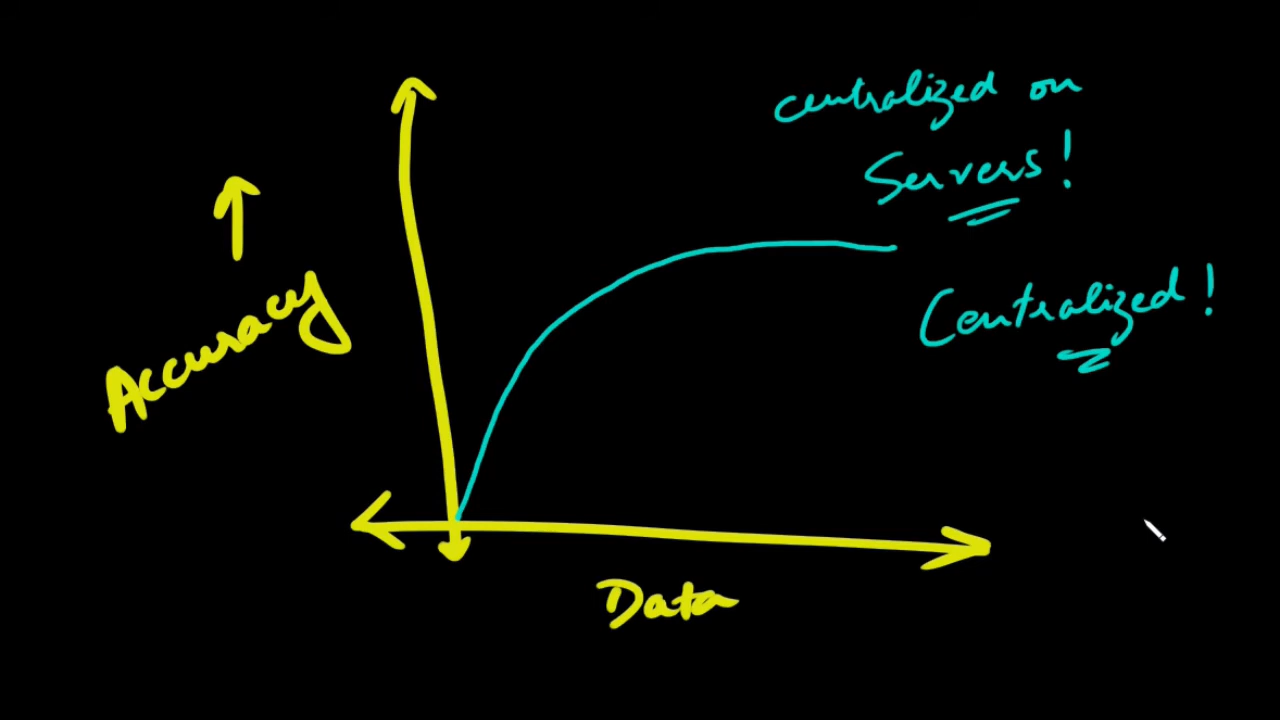 centralized on
Servers!
Centralized!
Accuracy
Data